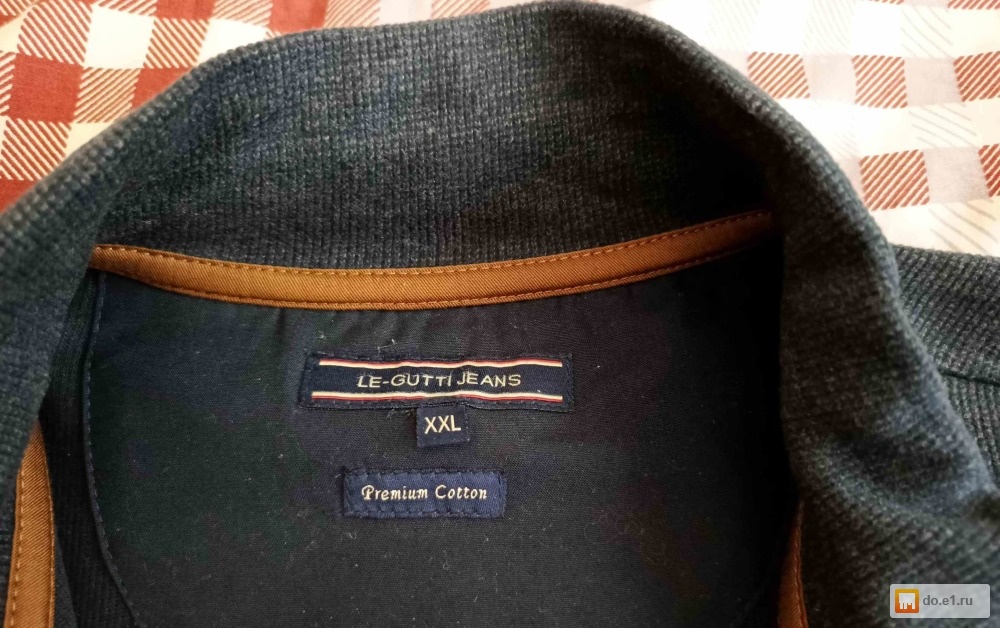 LE-GUTTI JEANS
XXL
Premium Cotton
do.e1.ru